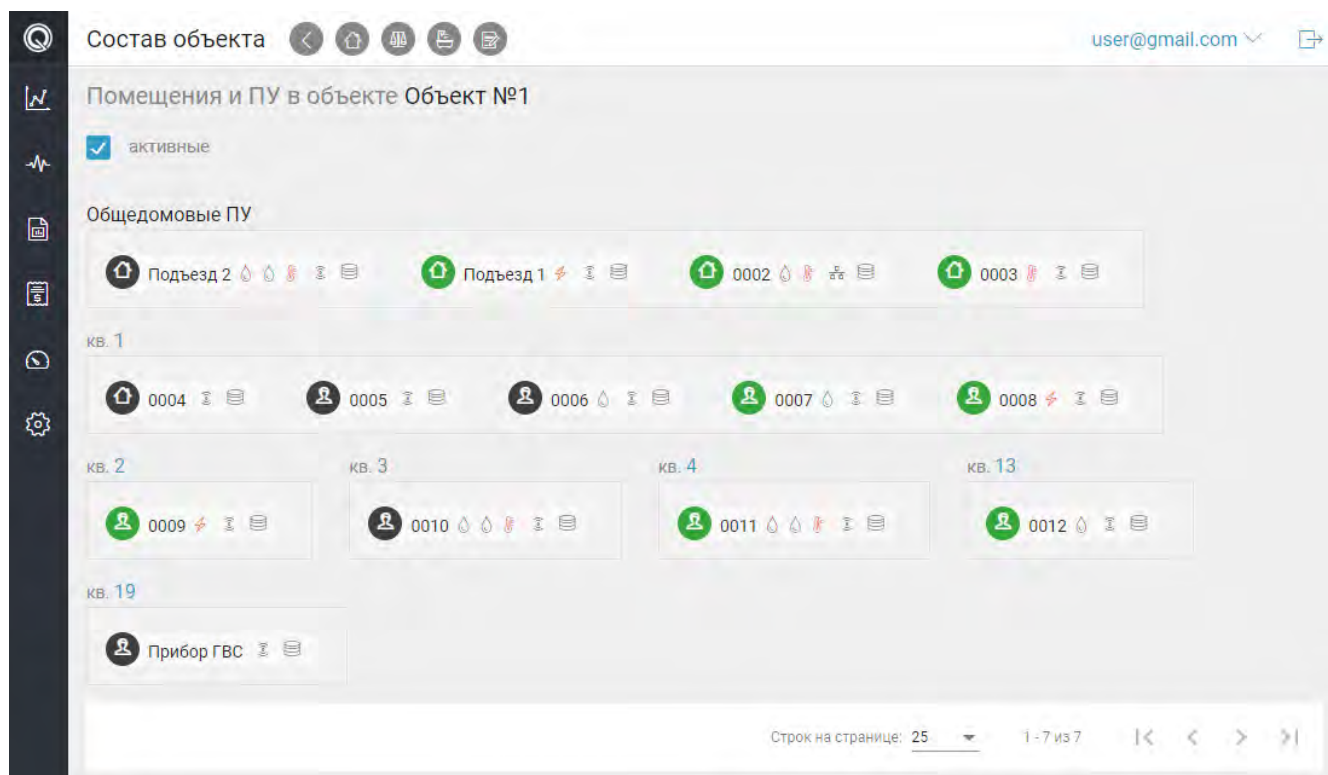 Состав объекта
user@gmail.com
Помещения и ПУ в объекте Объект №1
активные
Общедомовые ПУ
Подъезд 2
Подъезд 1
0002
0003
кв. 1
0004
0005
0006
0007
0008
кв. 2
кв. 3
кв. 4
кв. 13
0009
0010
0011
0012
кв. 19
Прибор ГВС
Строк на странице: 25
1 - 7 из 7